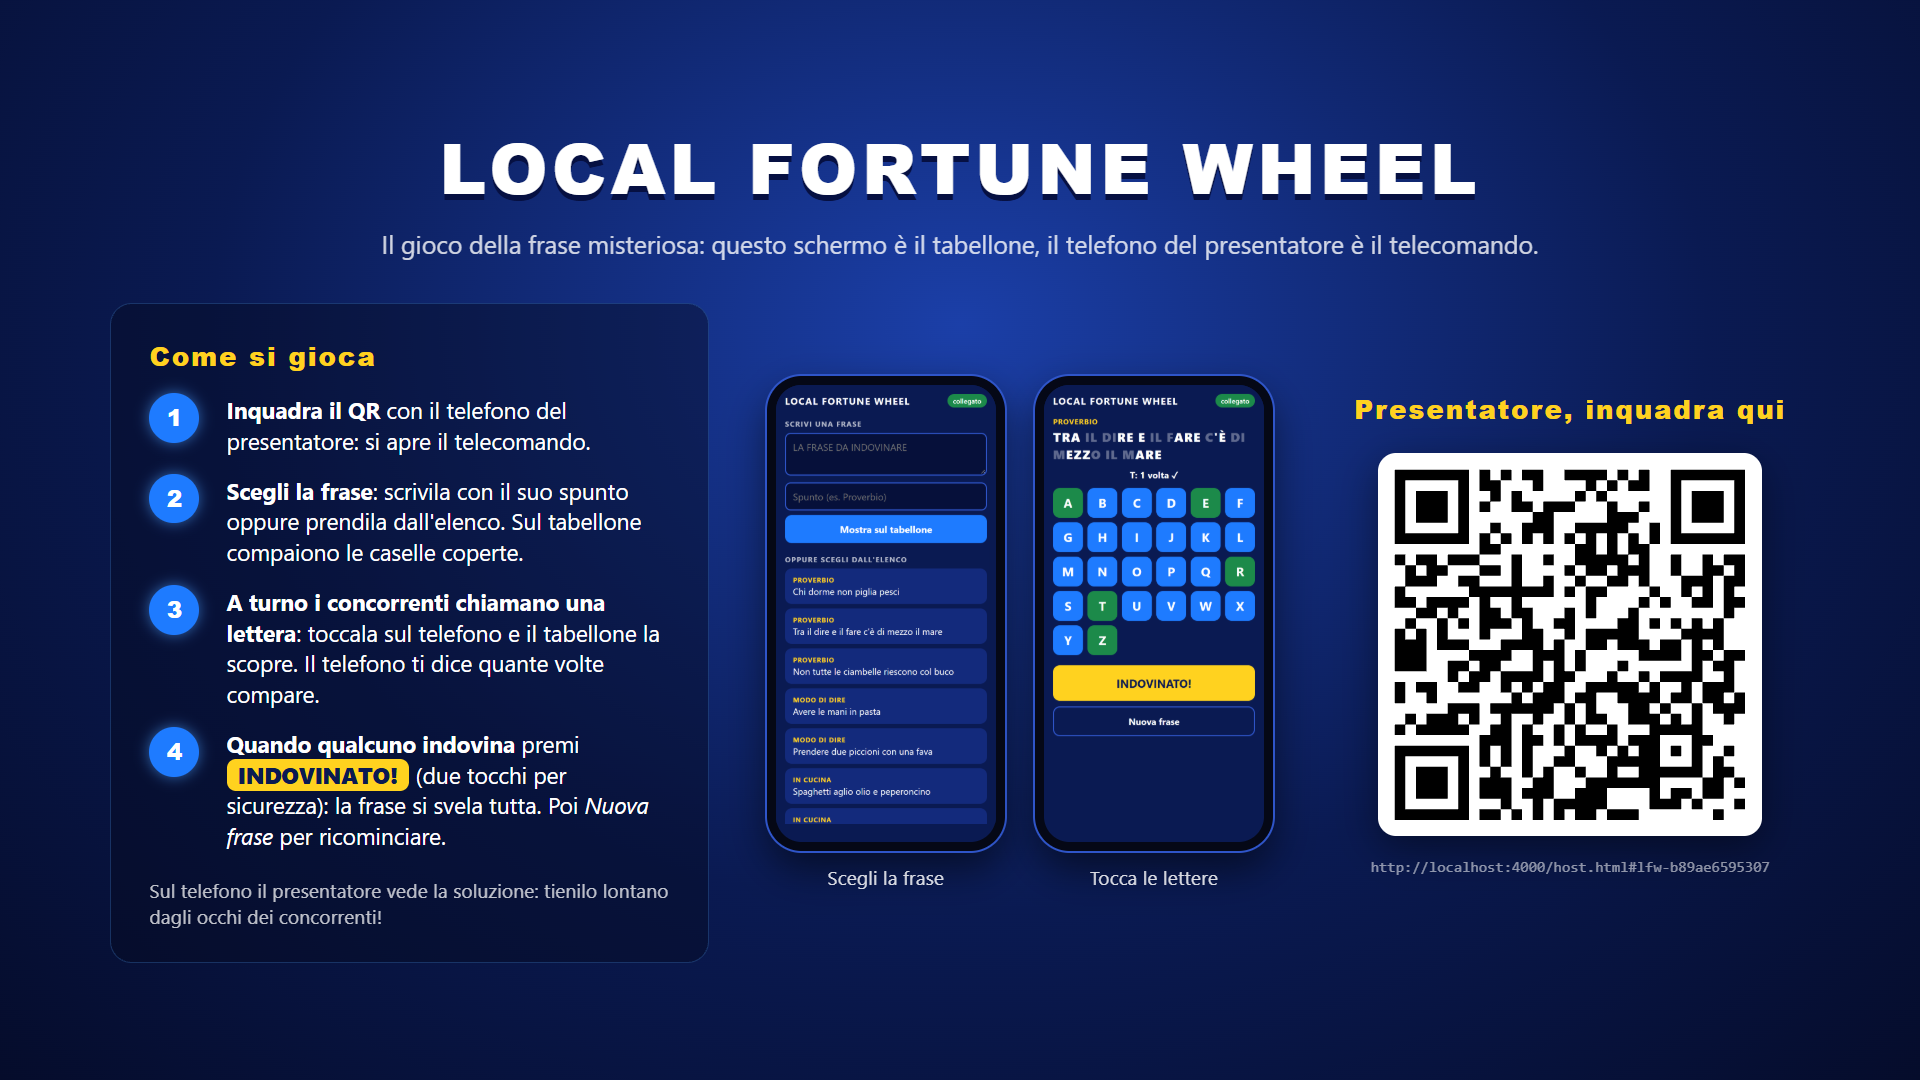 LOCAL FORTUNE WHEEL
Il gioco della frase misteriosa: questo schermo è il tabellone, il telefono del presentatore è il telecomando.
Come si gioca
1
Inquadra il QR con il telefono del
presentatore: si apre il telecomando.
2
Scegli la frase: scrivila con il suo spunto
oppure prendila dall'elenco. Sul tabellone
compaiono le caselle coperte.
3
A turno i concorrenti chiamano una
lettera: toccala sul telefono e il tabellone la
scopre. Il telefono ti dice quante volte
compare.
4
Quando qualcuno indovina premi
INDOVINATO! (due tocchi per
sicurezza): la frase si svela tutta. Poi Nuova
frase per ricominciare.
Sul telefono il presentatore vede la soluzione: tienilo lontano
dagli occhi dei concorrenti!
LOCAL FORTUNE WHEEL collegato
SCRIVI UNA FRASE
LA FRASE DA INDOVINARE
Spunto (es. Proverbio)
Mostra sul tabellone
OPPURE SCEGLI DALL'ELENCO
PROVERBIO
Chi dorme non piglia pesci
PROVERBIO
Tra il dire e il fare c'è di mezzo il mare
PROVERBIO
Non tutte le ciambelle riescono col buco
MODO DI DIRE
Avere le mani in pasta
MODO DI DIRE
Prendere due piccioni con una fava
IN CUCINA
Spaghetti aglio olio e peperoncino
IN CUCINA
Scegli la frase
LOCAL FORTUNE WHEEL collegato
PROVERBIO
TRA IL DIRE E IL FARE C'È DI
MEZZO IL MARE
T: 1 volta ✓
A B C D E F
G H I J K L
M N O P Q R
S T U V W X
Y Z
INDOVINATO!
Nuova frase
Tocca le lettere
Presentatore, inquadra qui
http://localhost:4000/host.html#lfw-b89ae6595307